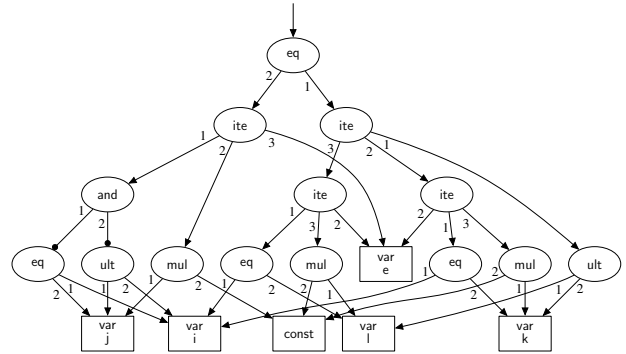 eq
2 1
ite ite
1 2 3 3 2 1
and ite ite
1 2 1 3 2 2 1 3
eq ult mul eq mul var e eq mul ult
2 1 1 2 1 2 1 2 2 1 1 2 2 1 1 2
var j var i const var l var k